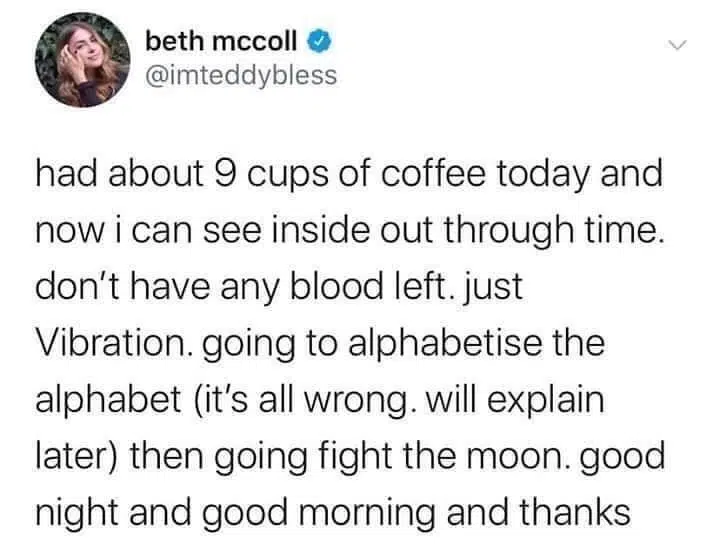 beth mccoll
@imteddybless
had about 9 cups of coffee today and
now i can see inside out through time.
don’t have any blood left. just
Vibration. going to alphabetise the
alphabet (it’s all wrong. will explain
later) then going fight the moon. good
night and good morning and thanks